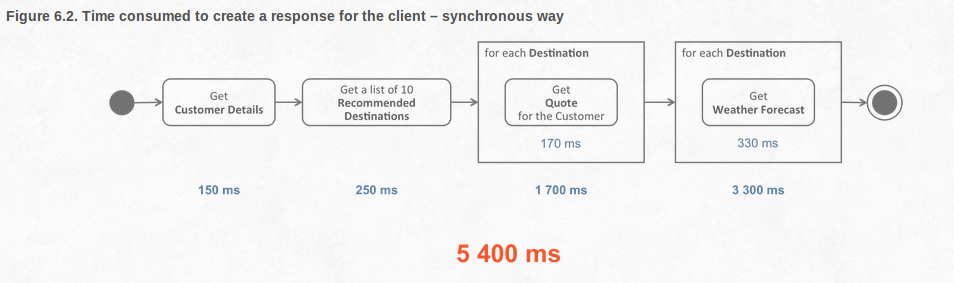 Figure 6.2. Time consumed to create a response for the client – synchronous way
for each Destination
for each Destination
Get
Customer Details
Get a list of 10
Recommended
Destinations
Get
Quote
for the Customer
Get
Weather Forecast
170 ms
330 ms
150 ms
250 ms
1 700 ms
3 300 ms
5 400 ms